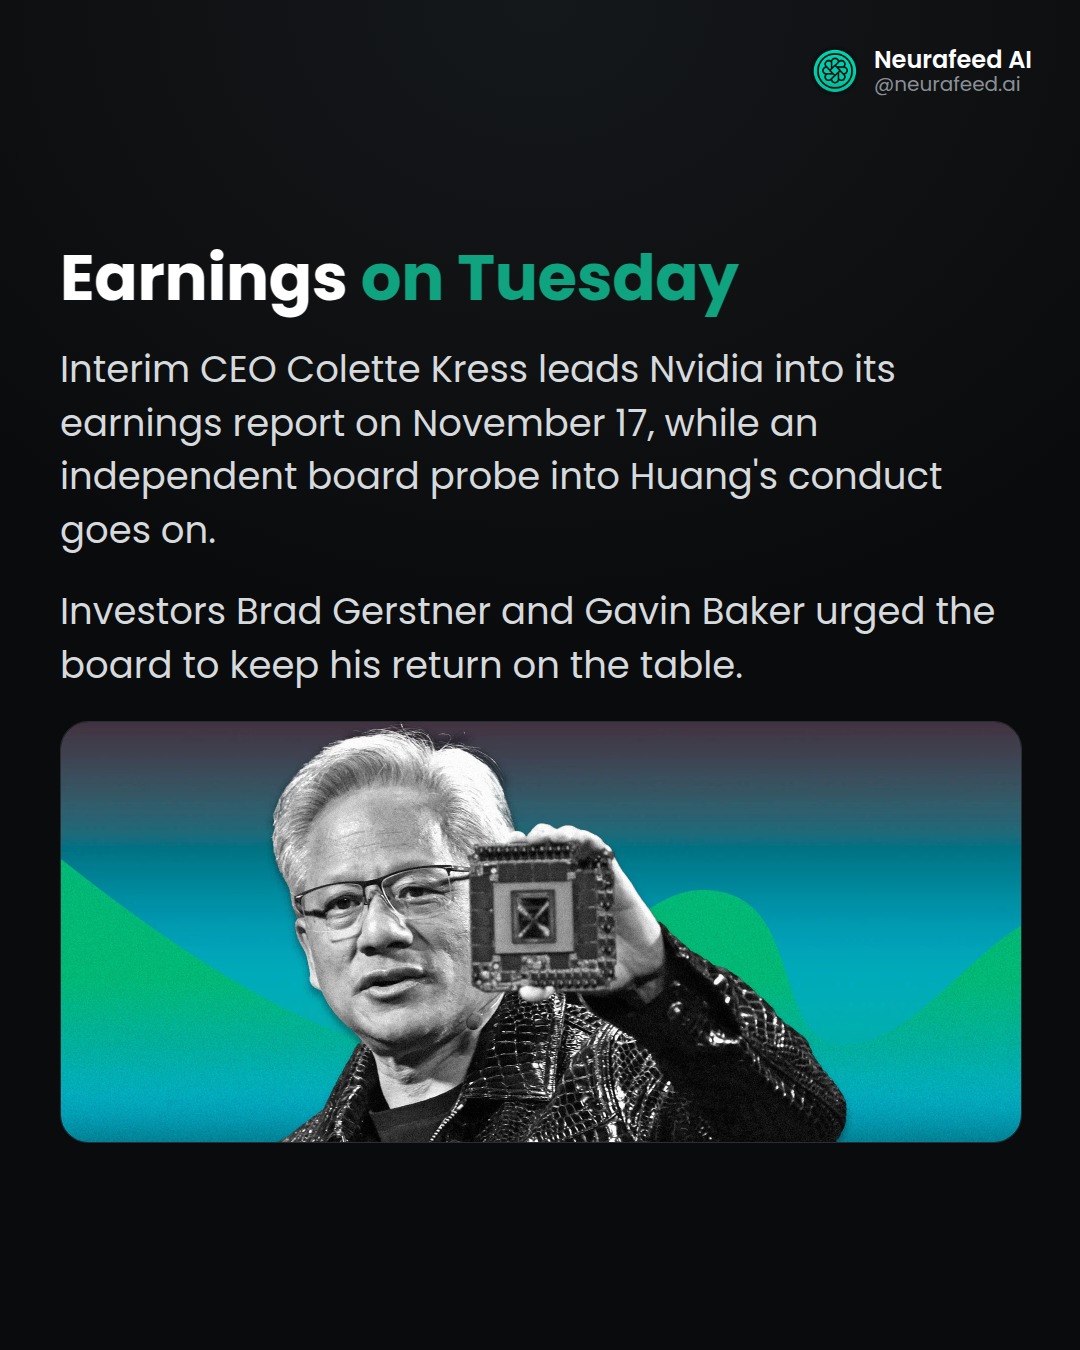 Neurafeed AI
@neurafeed.ai
Earnings on Tuesday
Interim CEO Colette Kress leads Nvidia into its
earnings report on November 17, while an
independent board probe into Huang's conduct
goes on.
Investors Brad Gerstner and Gavin Baker urged the
board to keep his return on the table.